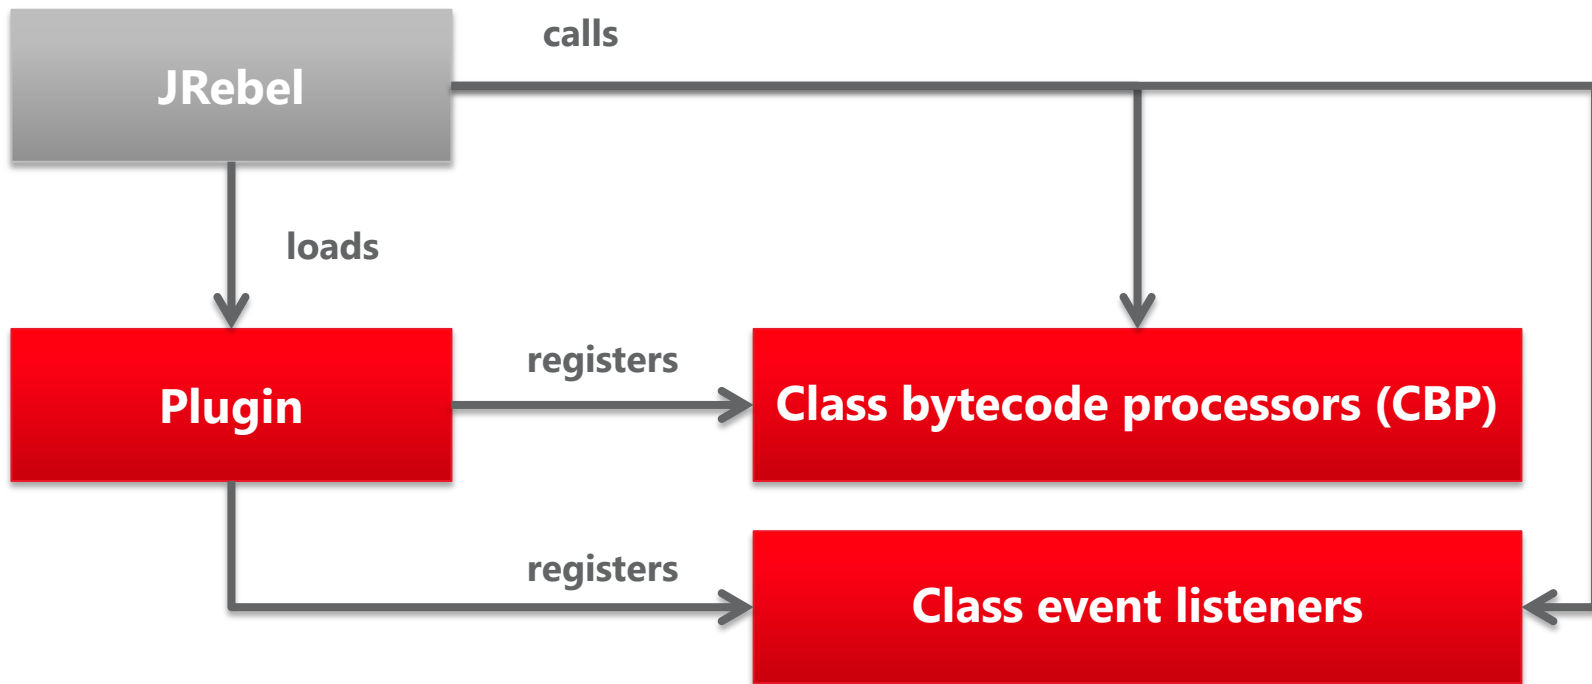 calls
JRebel
loads
registers
Plugin
Class bytecode processors (CBP)
registers
Class event listeners